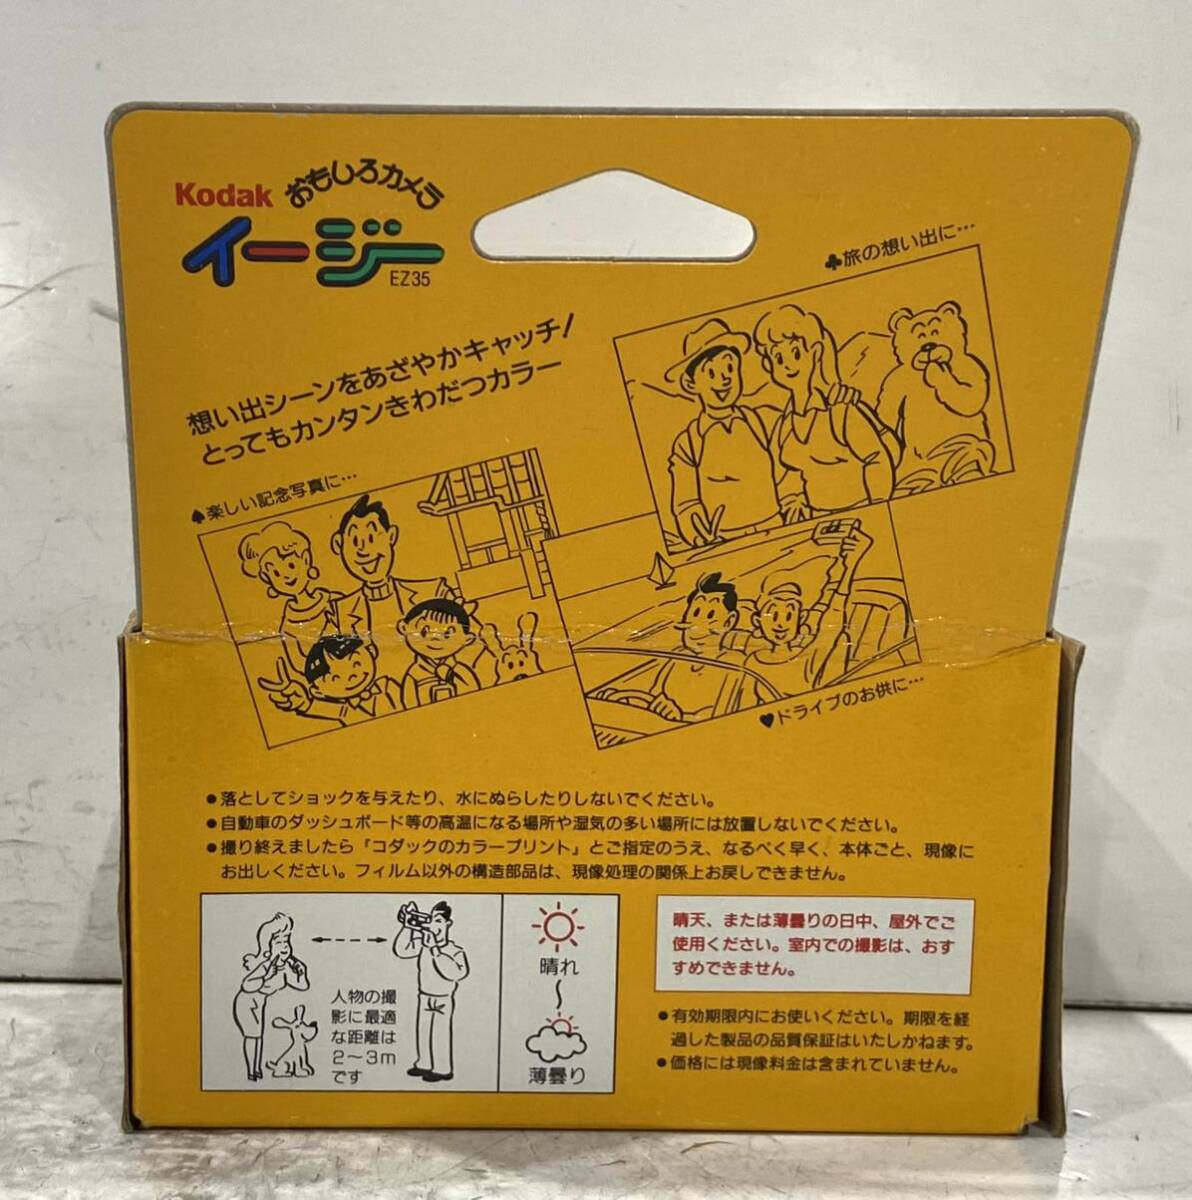 Kodak おもしろカメラ
イージー
EZ35
想い出シーンをあざやかキャッチ!
とってもカンタンきわだつカラー
♣旅の想い出に…
♠楽しい記念写真に…
♥ドライブのお供に…
●落としてショックを与えたり、水にぬらしたりしないでください。
●自動車のダッシュボード等の高温になる場所や湿気の多い場所には放置しないでください。
●撮り終えましたら「コダックのカラープリント」とご指定のうえ、なるべく早く、本体ごと、現像に
お出しください。フィルム以外の構造部品は、現像処理の関係上お戻しできません。
人物の撮
影に最適
な距離は
2〜3m
です
晴れ
〜
薄曇り
晴天、または薄曇りの日中、屋外でご
使用ください。室内での撮影は、おす
すめできません。
●有効期限内にお使いください。期限を経
過した製品の品質保証はいたしかねます。
●価格には現像料金は含まれていません。